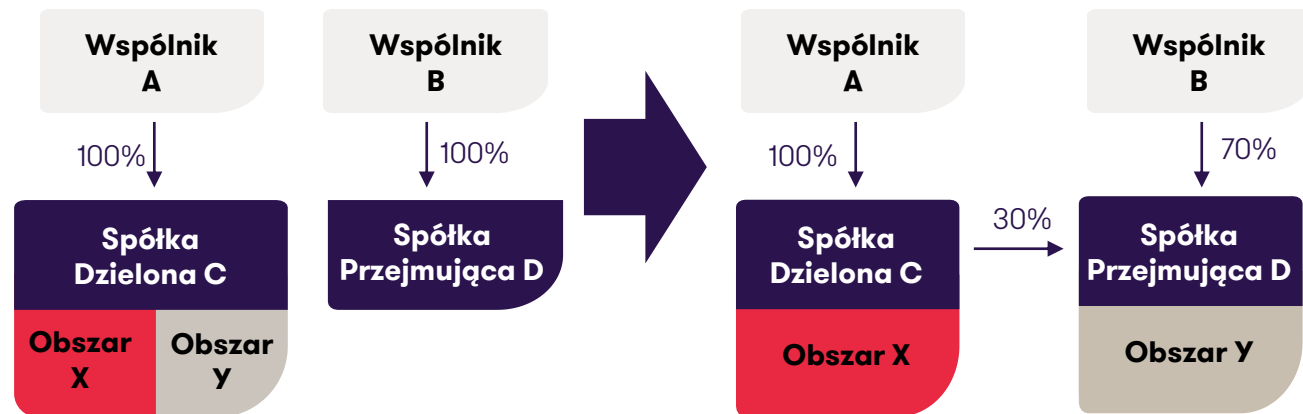 Wspólnik
A
Wspólnik
B
Wspólnik
A
Wspólnik
B
100%
100%
100%
70%
Spółka
Dzielona C
Spółka
Przejmująca D
Spółka
Dzielona C
30%
Spółka
Przejmująca D
Obszar
X
Obszar
Y
Obszar X
Obszar Y